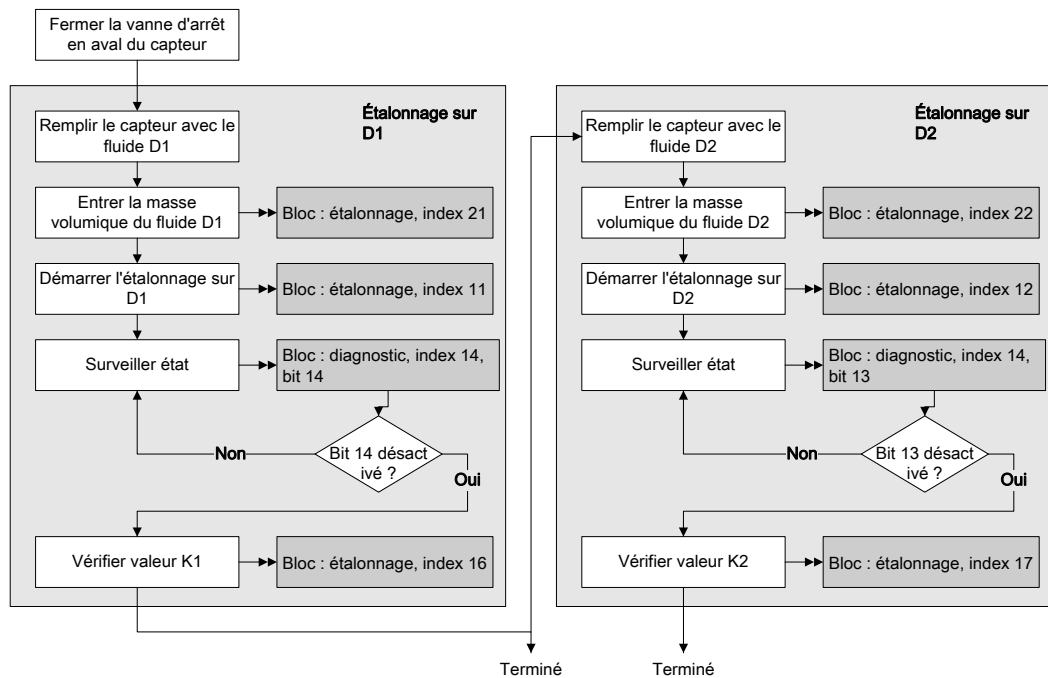 Fermer la vanne d'arrêt
en aval du capteur
Étalonnage sur
D1
Remplir le capteur avec le
fluide D1
Entrer la masse
volumique du fluide D1
Bloc : étalonnage, index 21
Démarrer l'étalonnage sur
D1
Bloc : étalonnage, index 11
Surveiller état
Bloc : diagnostic, index 14,
bit 14
Non
Bit 14 désact
ivé ?
Oui
Vérifier valeur K1
Bloc : étalonnage, index 16
Terminé
Étalonnage sur
D2
Remplir le capteur avec le
fluide D2
Entrer la masse
volumique du fluide D2
Bloc : étalonnage, index 22
Démarrer l'étalonnage sur
D2
Bloc : étalonnage, index 12
Surveiller état
Bloc : diagnostic, index 14,
bit 13
Non
Bit 13 désact
ivé ?
Oui
Vérifier valeur K2
Bloc : étalonnage, index 17
Terminé